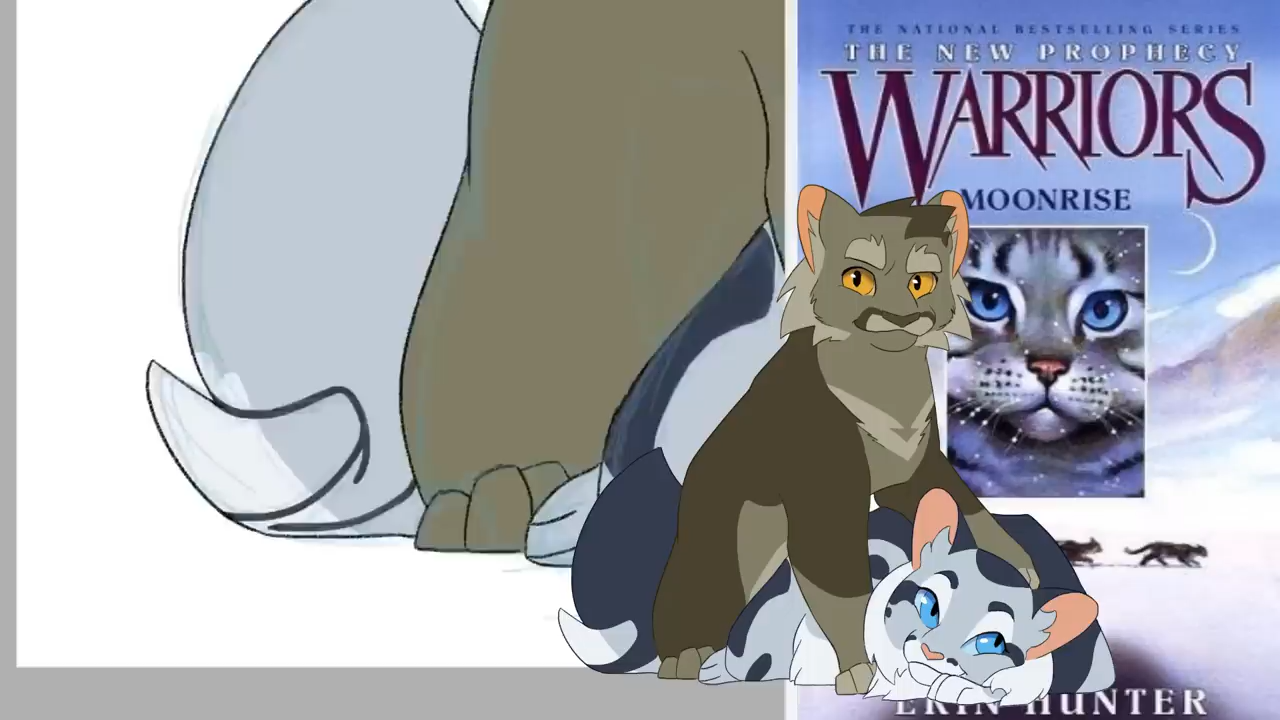 THE NATIONAL BESTSELLING SERIES
THE NEW PROPHECY
WARRIORS
MOONRISE
ERIN HUNTER